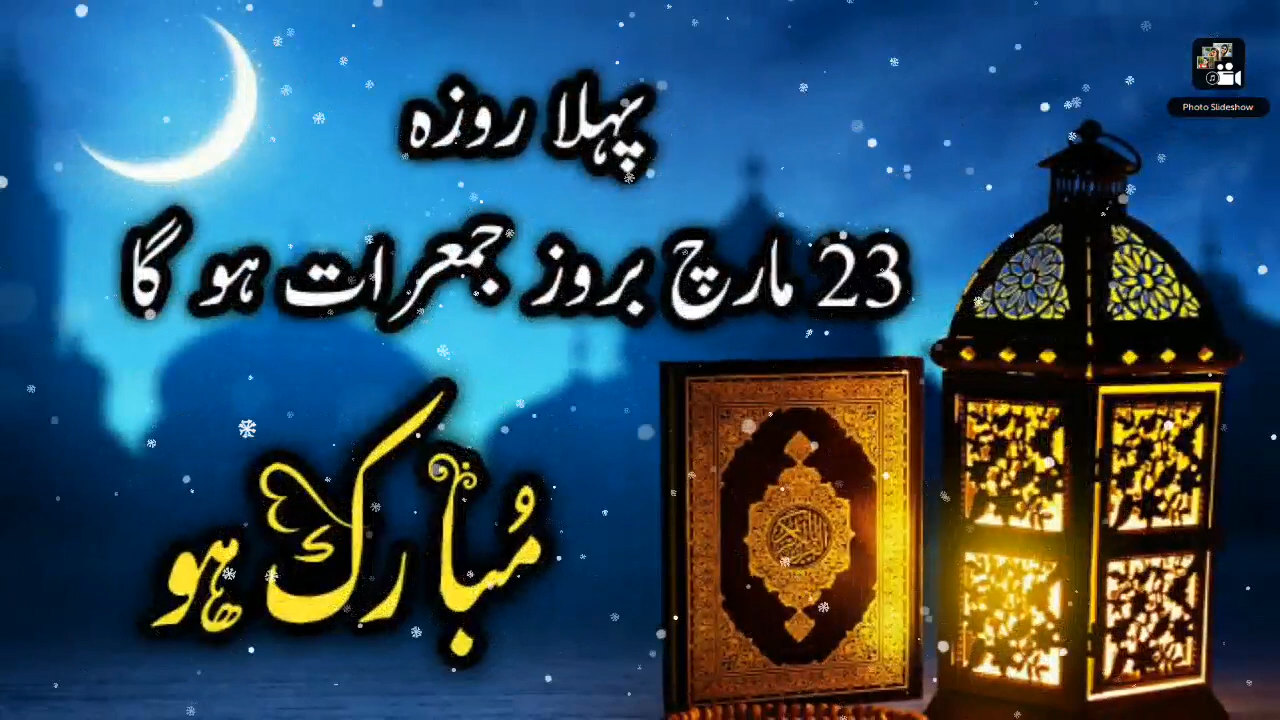 Photo Slideshow
پہلا روزہ
23 مارچ بروز جمعرات ہو گا
مُبارک ہو